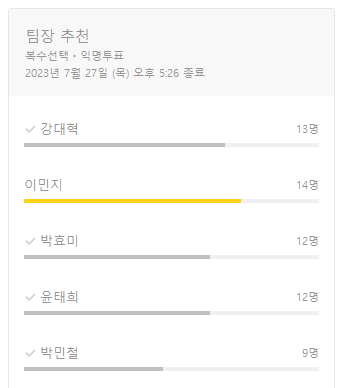 팀장 추천
복수선택 • 익명투표
2023년 7월 27일 (목) 오후 5:26 종료
강대혁 13명
이민지 14명
박효미 12명
윤태희 12명
박민철 9명